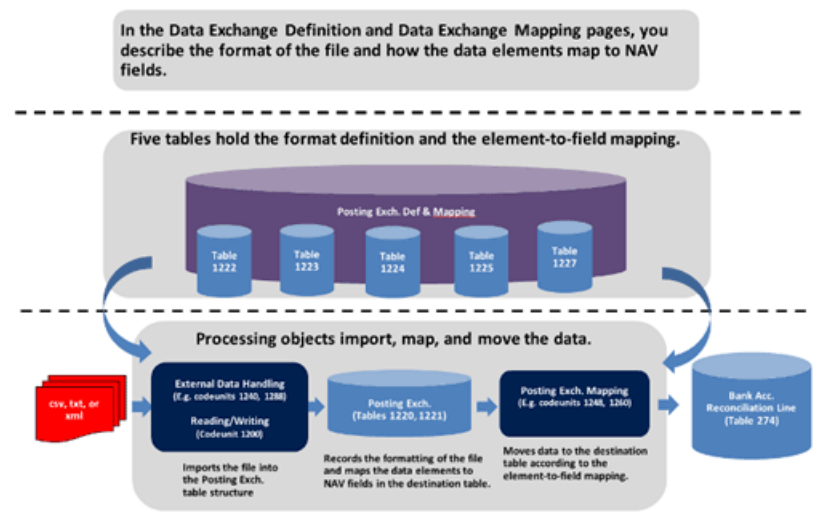 In the Data Exchange Definition and Data Exchange Mapping pages, you
describe the format of the file and how the data elements map to NAV
fields.
Five tables hold the format definition and the element-to-field mapping.
Posting Exch. Def & Mapping
Table
1222
Table
1223
Table
1224
Table
1225
Table
1227
Processing objects import, map, and move the data.
csv, txt, or
xml
External Data Handling
(E.g. codeunits 1240, 1288)
Reading/Writing
(Codeunit 1200)
Imports the file into
the Posting Exch.
table structure
Posting Exch.
(Tables 1220, 1221)
Records the formatting of the file
and maps the data elements to
NAV fields in the destination table.
Posting Exch. Mapping
(E.g. codeunits 1248, 1260)
Moves data to the destination
table according to the
element-to-field mapping.
Bank Acc.
Reconciliation Line
(Table 274)